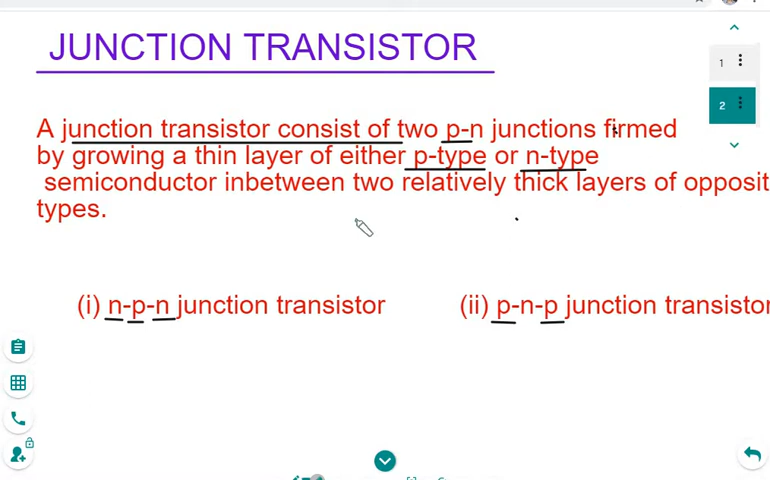 JUNCTION TRANSISTOR
A junction transistor consist of two p-n junctions firmed
by growing a thin layer of either p-type or n-type
semiconductor inbetween two relatively thick layers of opposit
types.
(i) n-p-n junction transistor (ii) p-n-p junction transistor
1
2